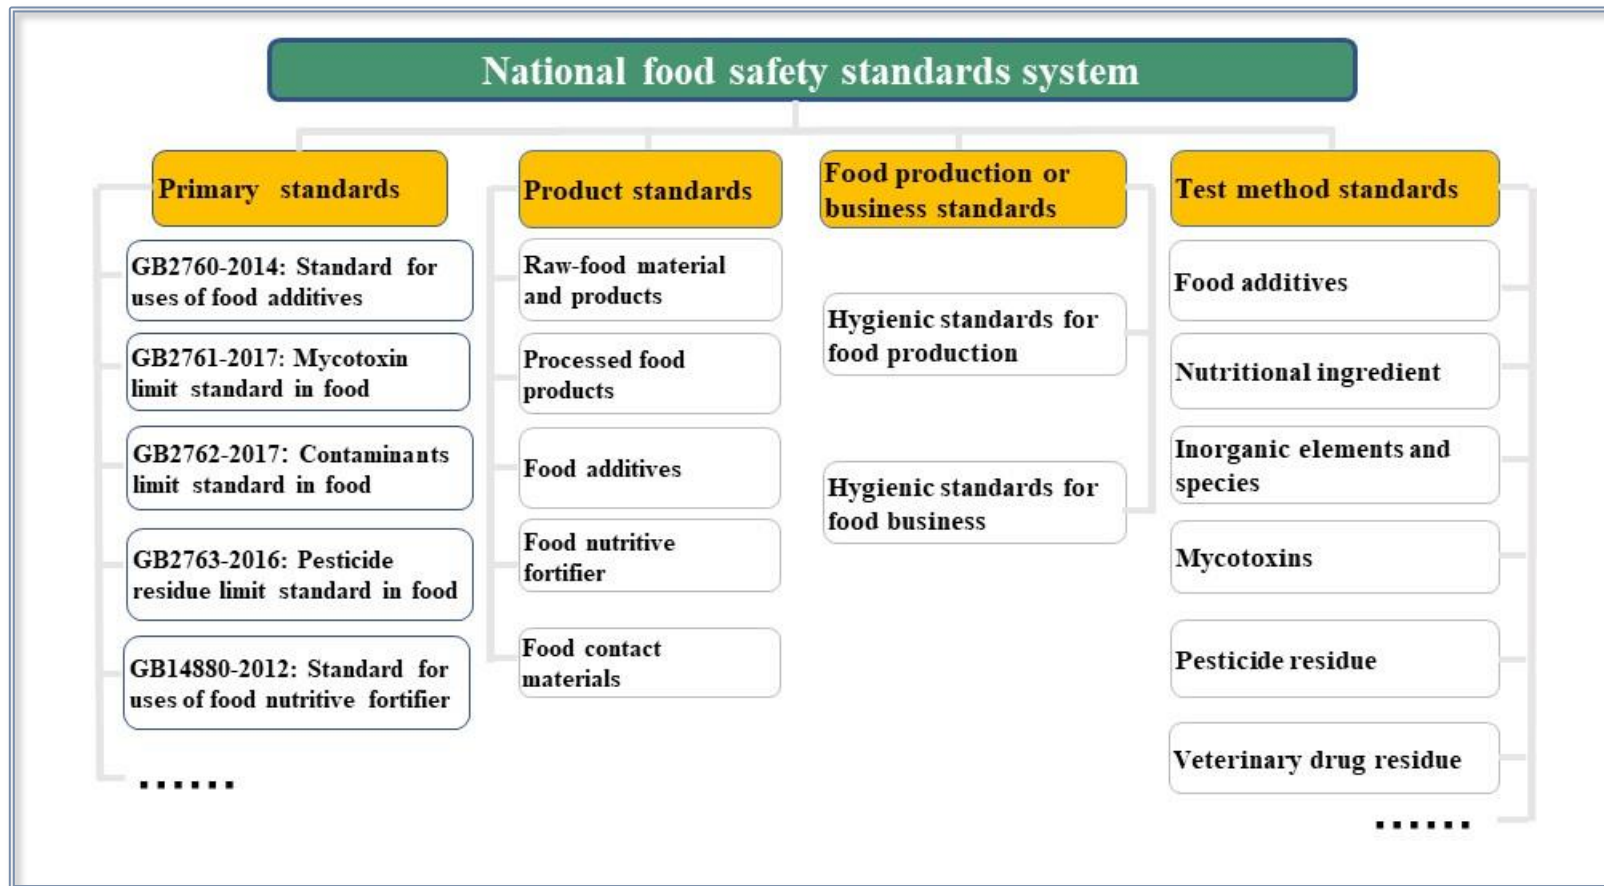 National food safety standards system
Primary standards
GB2760-2014: Standard for
uses of food additives
GB2761-2017: Mycotoxin
limit standard in food
GB2762-2017: Contaminants
limit standard in food
GB2763-2016: Pesticide
residue limit standard in food
GB14880-2012: Standard for
uses of food nutritive fortifier
......
Product standards
Raw-food material
and products
Processed food
products
Food additives
Food nutritive
fortifier
Food contact
materials
Food production or
business standards
Hygienic standards for
food production
Hygienic standards for
food business
Test method standards
Food additives
Nutritional ingredient
Inorganic elements and
species
Mycotoxins
Pesticide residue
Veterinary drug residue
......